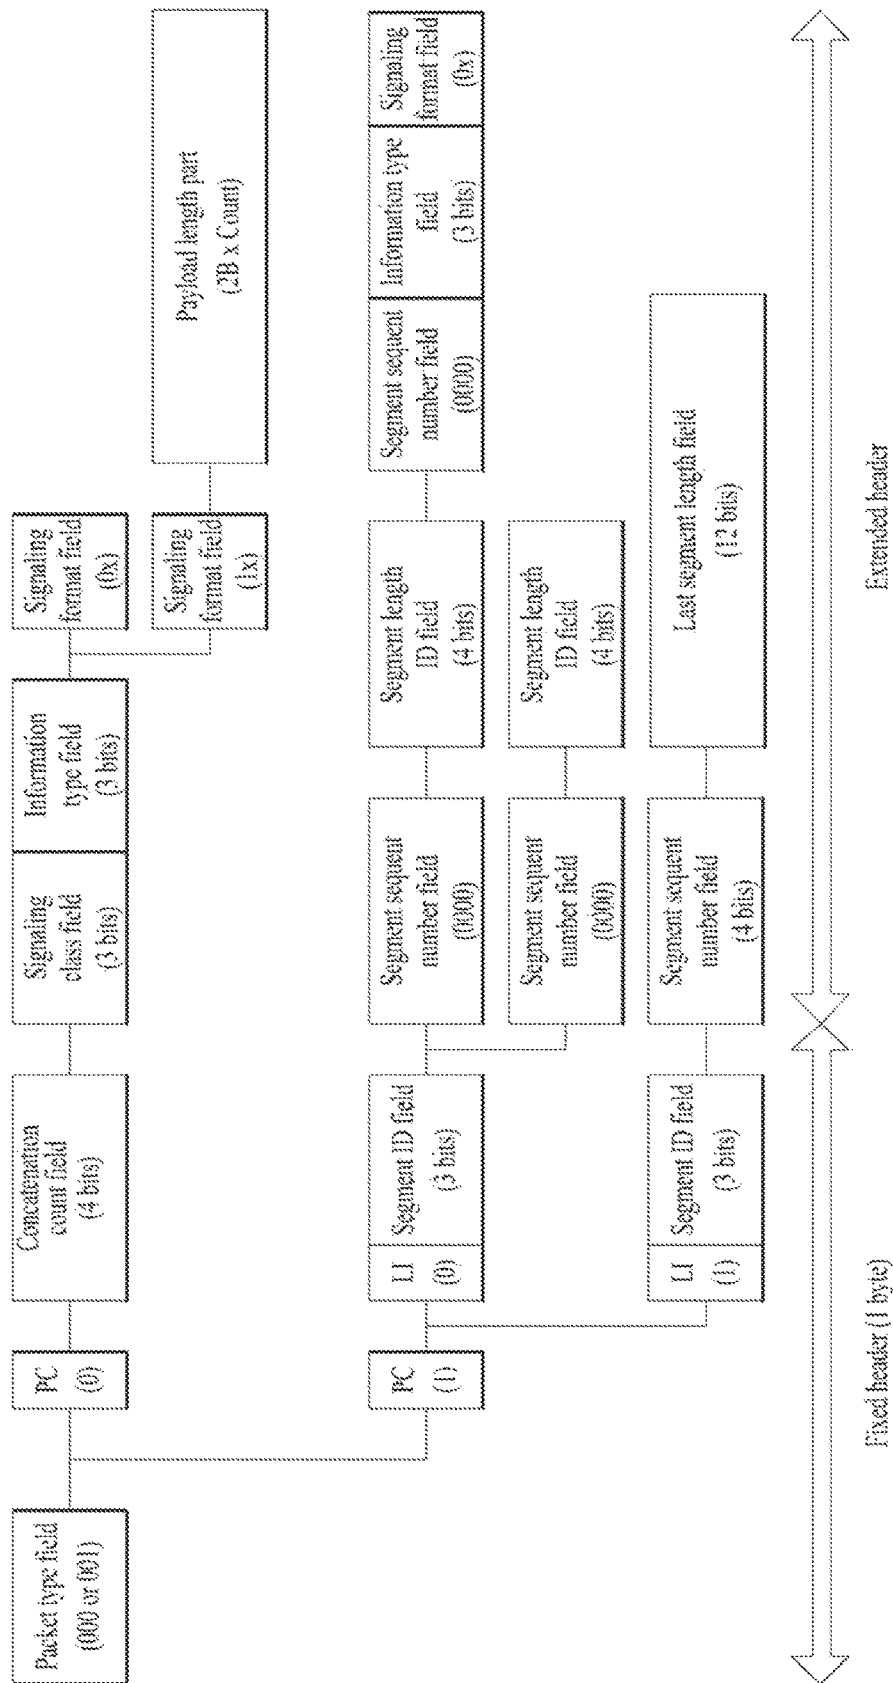 Packet type field
(000 or 001)
PC
(0)
Concatenation
count field
(4 bits)
Signaling
class field
(3 bits)
Information
type field
(3 bits)
Signaling
format field
(0x)
Signaling
format field
(1x)
Payload length part
(2B x Count)
PC
(1)
LI
(0)
Segment ID field
(3 bits)
Segment sequent
number field
(0000)
Segment length
ID field
(4 bits)
Segment sequent
number field
(0000)
Information type
field
(3 bits)
Signaling
format field
(0x)
Segment sequent
number field
(0000)
Segment length
ID field
(4 bits)
LI
(1)
Segment ID field
(3 bits)
Segment sequent
number field
(4 bits)
Last segment length field
(12 bits)
Fixed header (1 byte)
Extended header